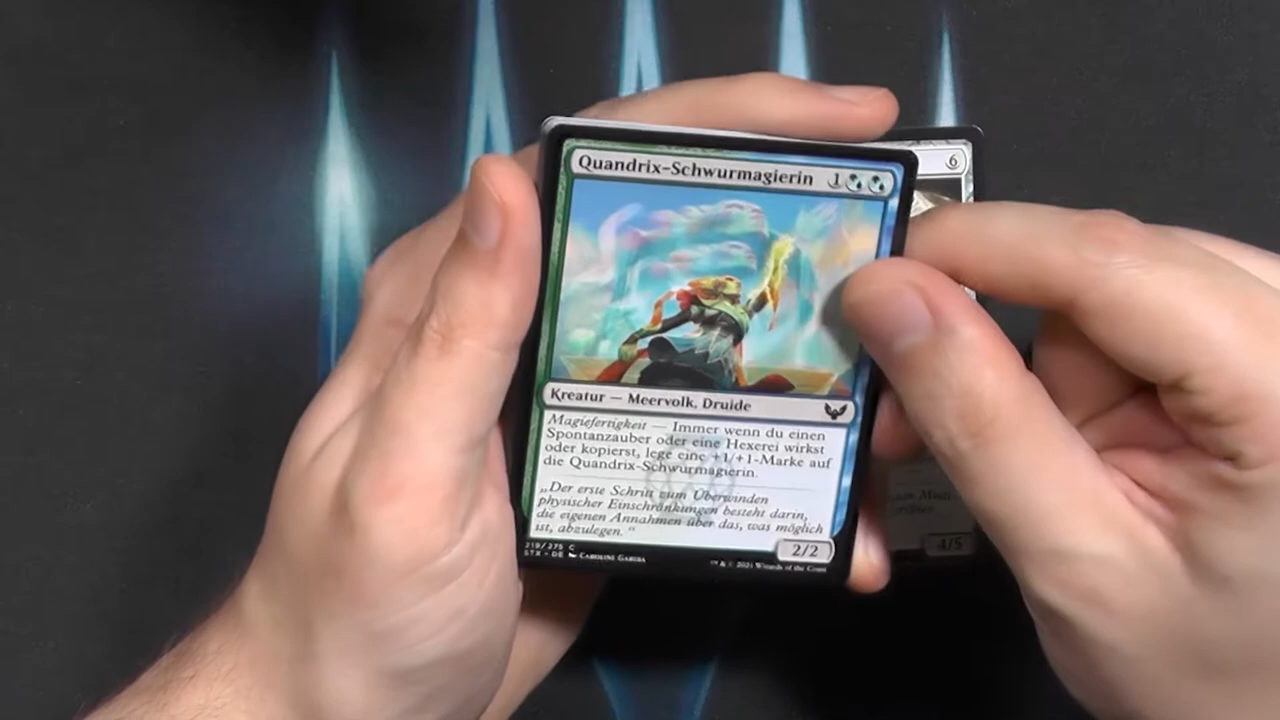 Quandrix-Schwurmagierin 1
6
Kreatur — Meervolk, Druide
Magiefertigkeit — Immer wenn du einen
Spontanzauber oder eine Hexerei wirkst
oder kopierst, lege eine +1/+1-Marke auf
die Quandrix-Schwurmagierin.
„Der erste Schritt zum Überwinden
physischer Einschränkungen besteht darin,
die eigenen Annahmen über das, was möglich
ist, abzulegen.“
2/2
219/275 C
STX • DE CAROLINE GARIBA
™ & © 2021 Wizards of the Coast
4/5